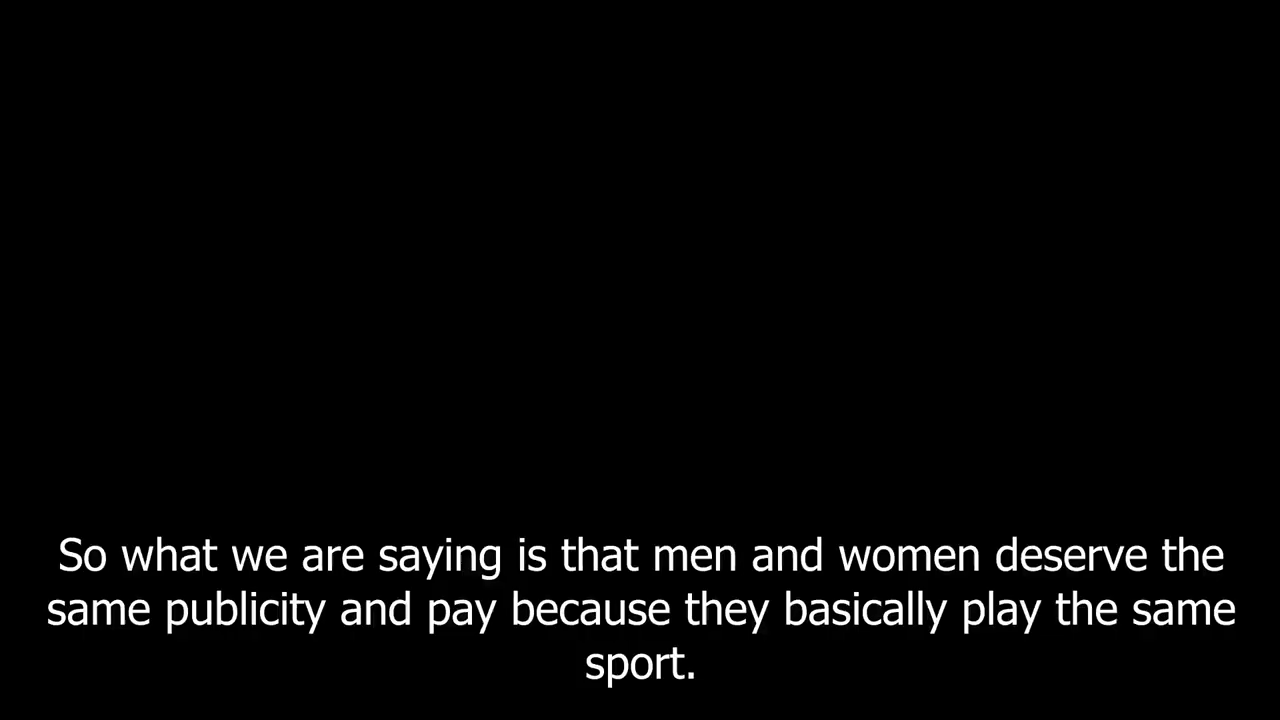 So what we are saying is that men and women deserve the
same publicity and pay because they basically play the same
sport.